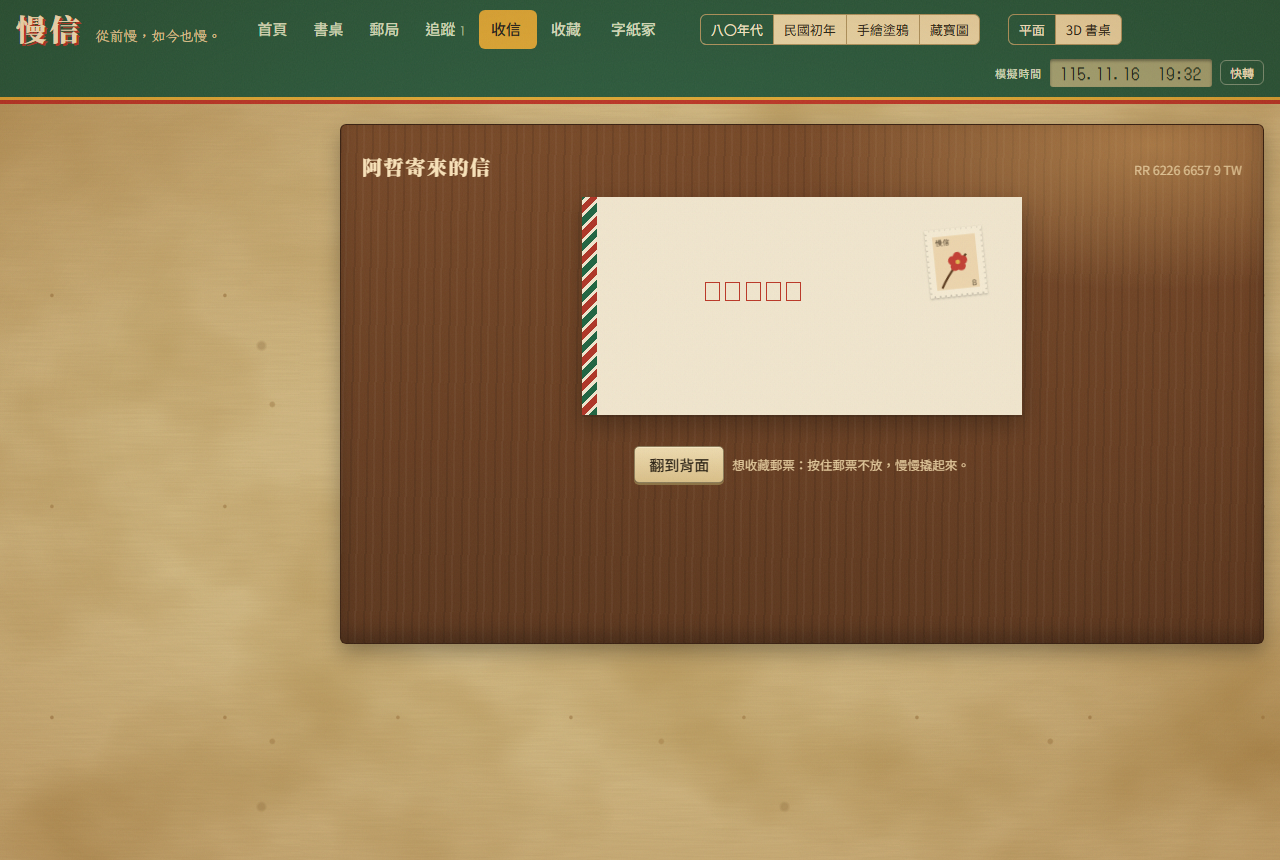 慢信 從前慢，如今也慢。 首頁 書桌 郵局 追蹤 1 收信 收藏 字紙冢 八〇年代 民國初年 手繪塗鴉 藏寶圖 平面 3D 書桌
模擬時間 115.11.16 19:32 快轉
阿哲寄來的信 RR 6226 6657 9 TW
慢信
8
翻到背面 想收藏郵票：按住郵票不放，慢慢撬起來。